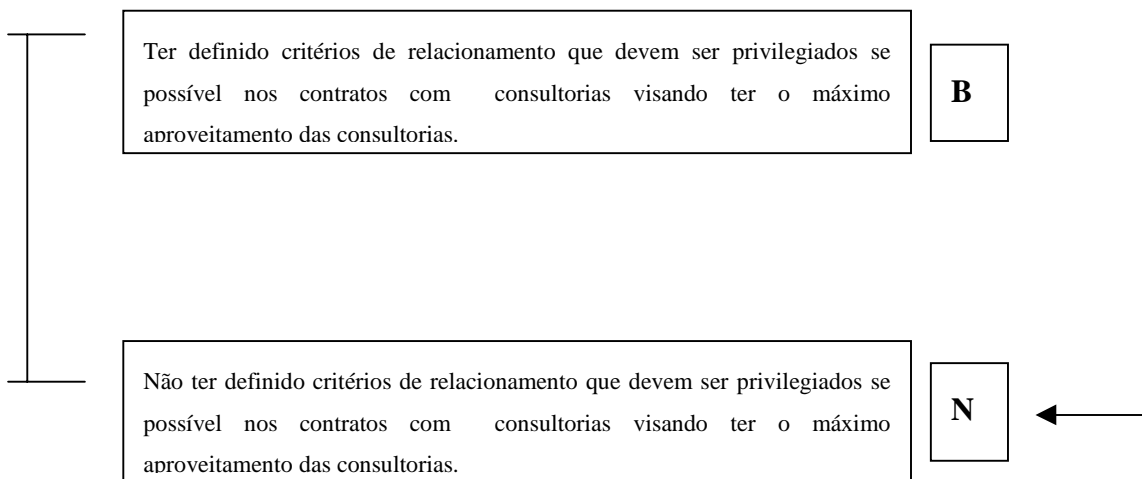 Ter definido critérios de relacionamento que devem ser privilegiados se
possível nos contratos com consultorias visando ter o máximo
aproveitamento das consultorias.
B
Não ter definido critérios de relacionamento que devem ser privilegiados se
possível nos contratos com consultorias visando ter o máximo
aproveitamento das consultorias.
N